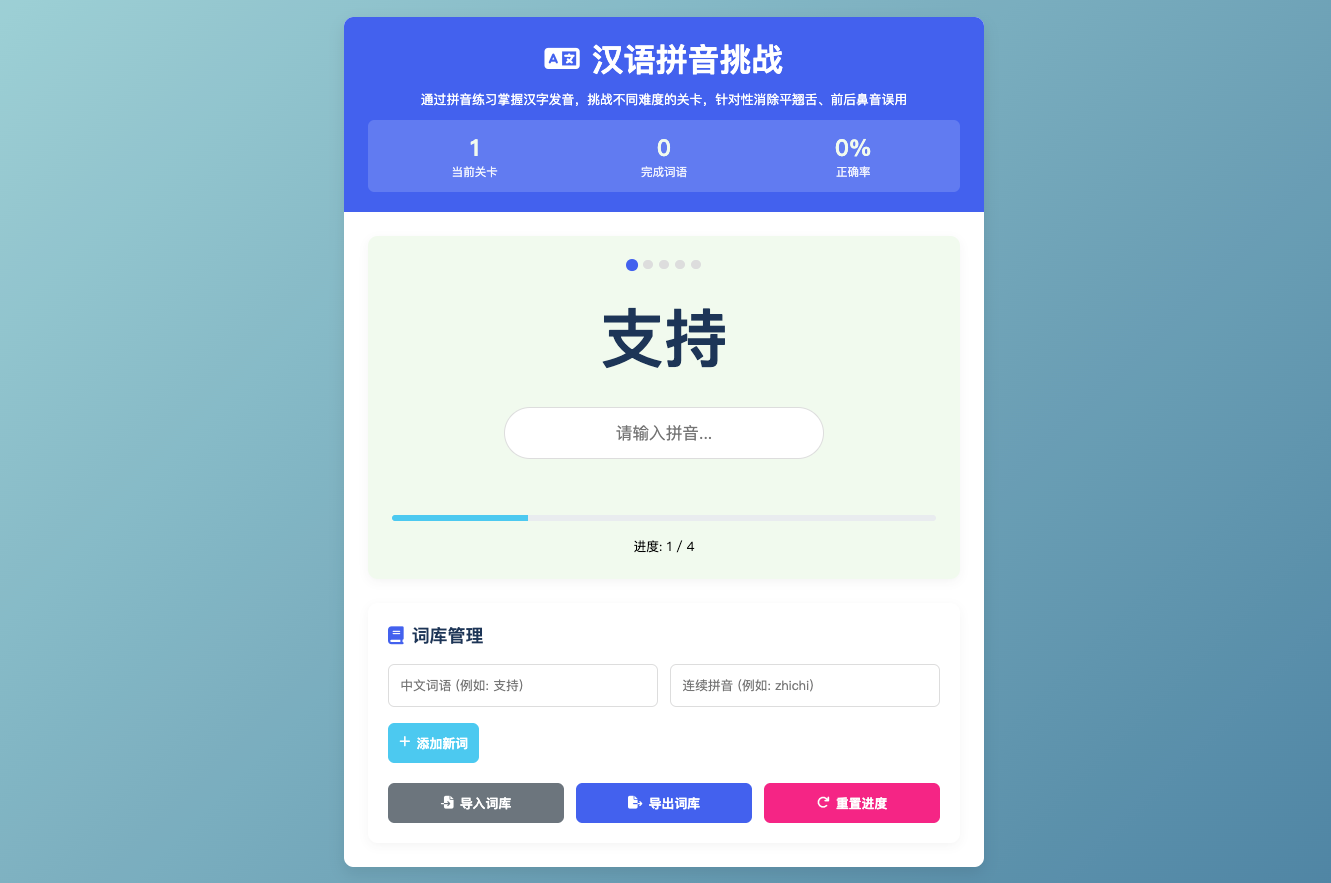 汉语拼音挑战
通过拼音练习掌握汉字发音，挑战不同难度的关卡，针对性消除平翘舌、前后鼻音误用
1 0 0%
当前关卡 完成词语 正确率
支持
请输入拼音...
进度: 1 / 4
词库管理
中文词语 (例如: 支持) 连续拼音 (例如: zhichi)
+ 添加新词
导入词库 导出词库 重置进度